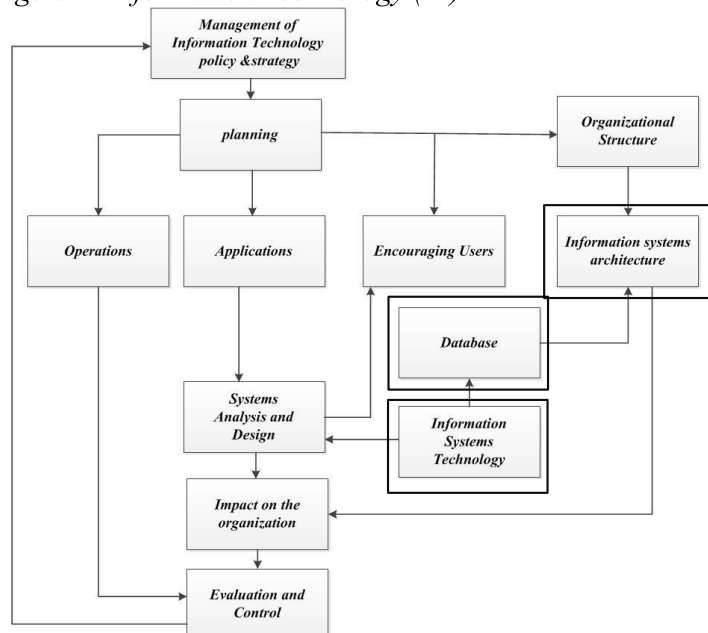 Management of
Information Technology
policy &strategy
planning
Organizational
Structure
Operations
Applications
Encouraging Users
Information systems
architecture
Database
Systems
Analysis and
Design
Information
Systems
Technology
Impact on the
organization
Evaluation and
Control